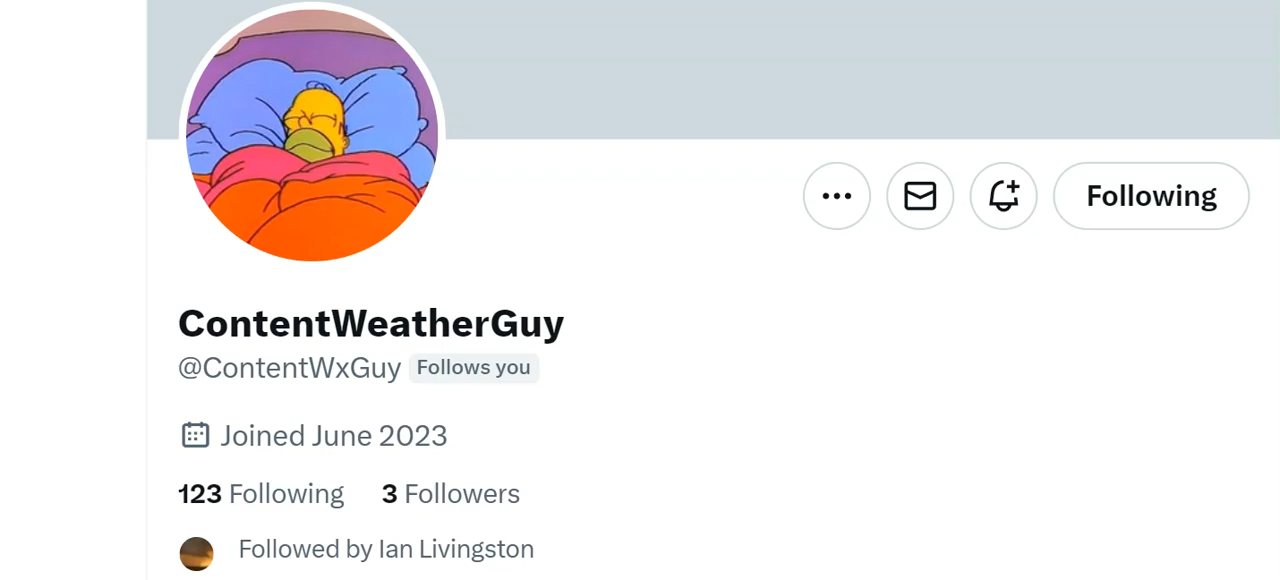 Following
ContentWeatherGuy
@ContentWxGuy Follows you
Joined June 2023
123 Following 3 Followers
Followed by Ian Livingston